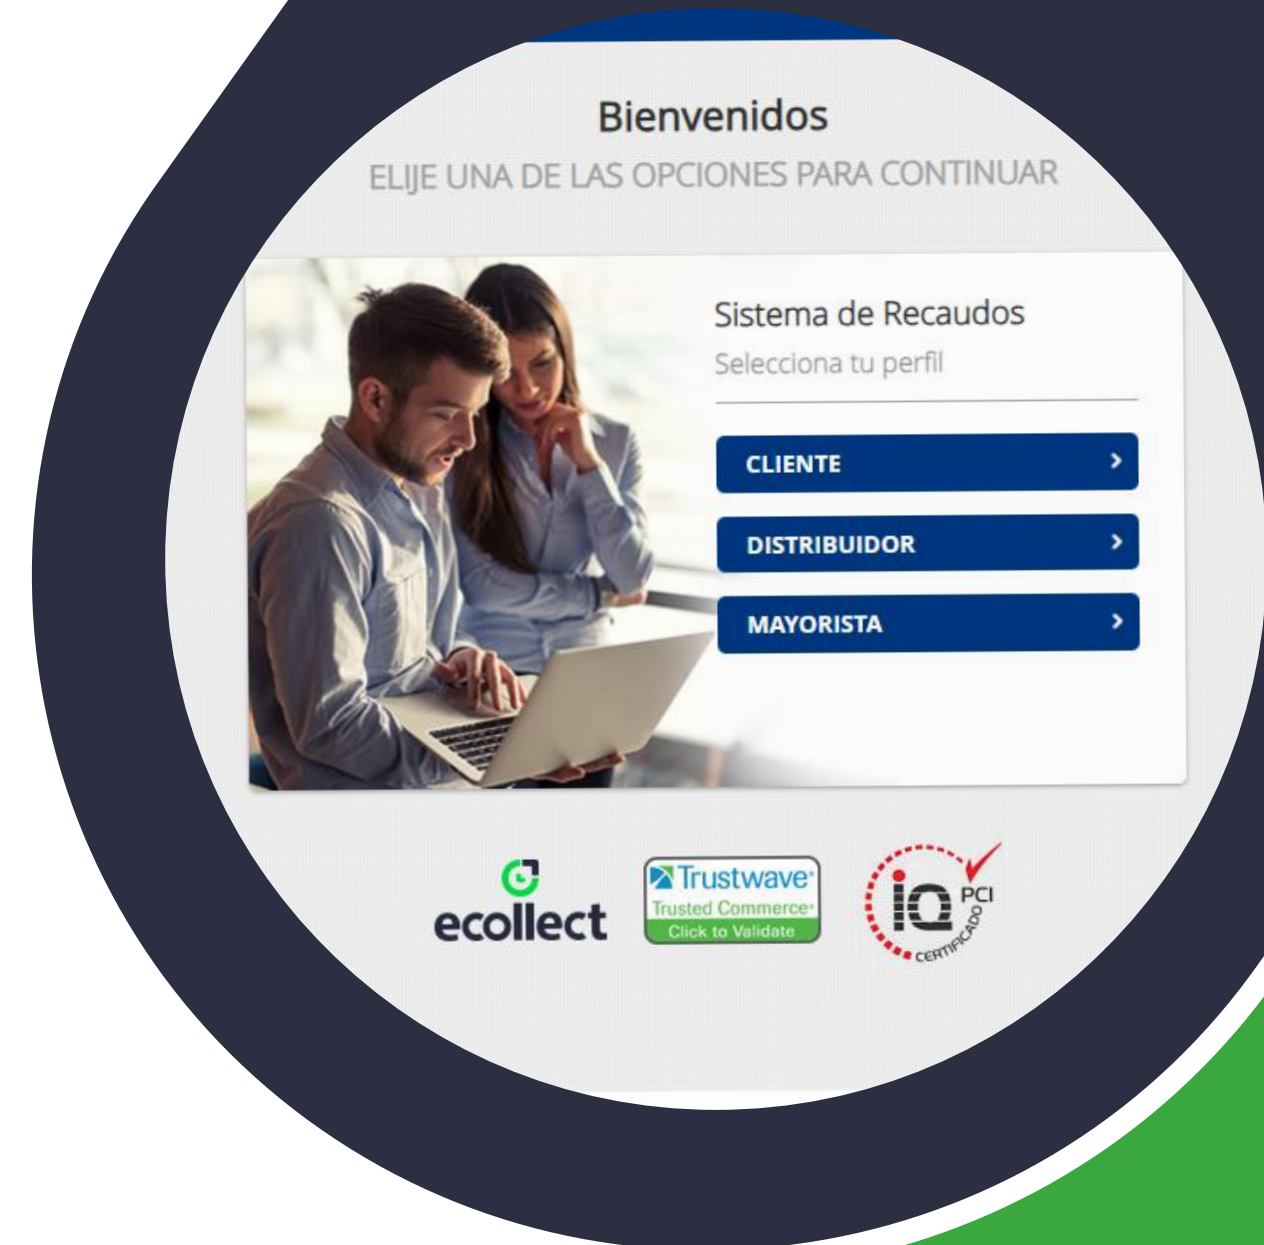 Bienvenidos
ELIJE UNA DE LAS OPCIONES PARA CONTINUAR
Sistema de Recaudos
Selecciona tu perfil
CLIENTE
DISTRIBUIDOR
MAYORISTA
ecollect
Trustwave
Trusted Commerce
Click to Validate
iQ
PCI
CERTIFICADO